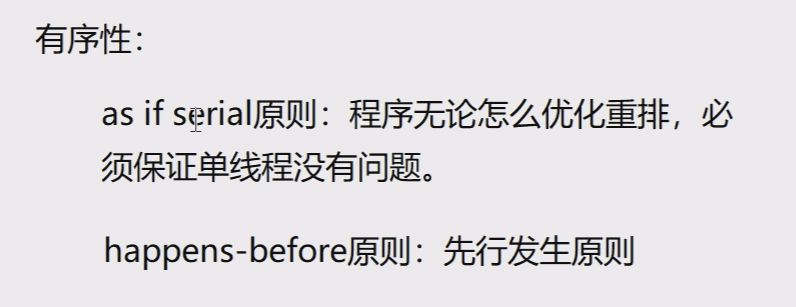 有序性：
as if serial原则：程序无论怎么优化重排，必
须保证单线程没有问题。
happens-before原则：先行发生原则